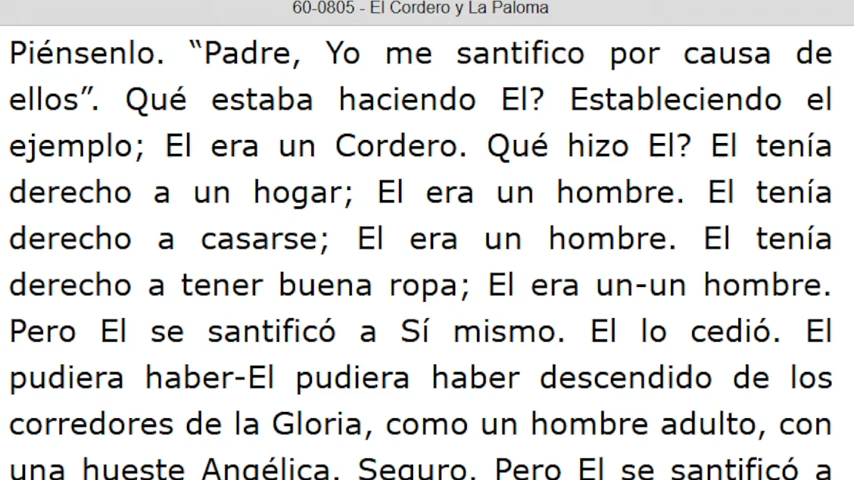 60-0805 - El Cordero y La Paloma
Piénsenlo. “Padre, Yo me santifico por causa de
ellos”. Qué estaba haciendo El? Estableciendo el
ejemplo; El era un Cordero. Qué hizo El? El tenía
derecho a un hogar; El era un hombre. El tenía
derecho a casarse; El era un hombre. El tenía
derecho a tener buena ropa; El era un-un hombre.
Pero El se santificó a Sí mismo. El lo cedió. El
pudiera haber-El pudiera haber descendido de los
corredores de la Gloria, como un hombre adulto, con
una hueste Angélica. Seguro. Pero El se santificó a